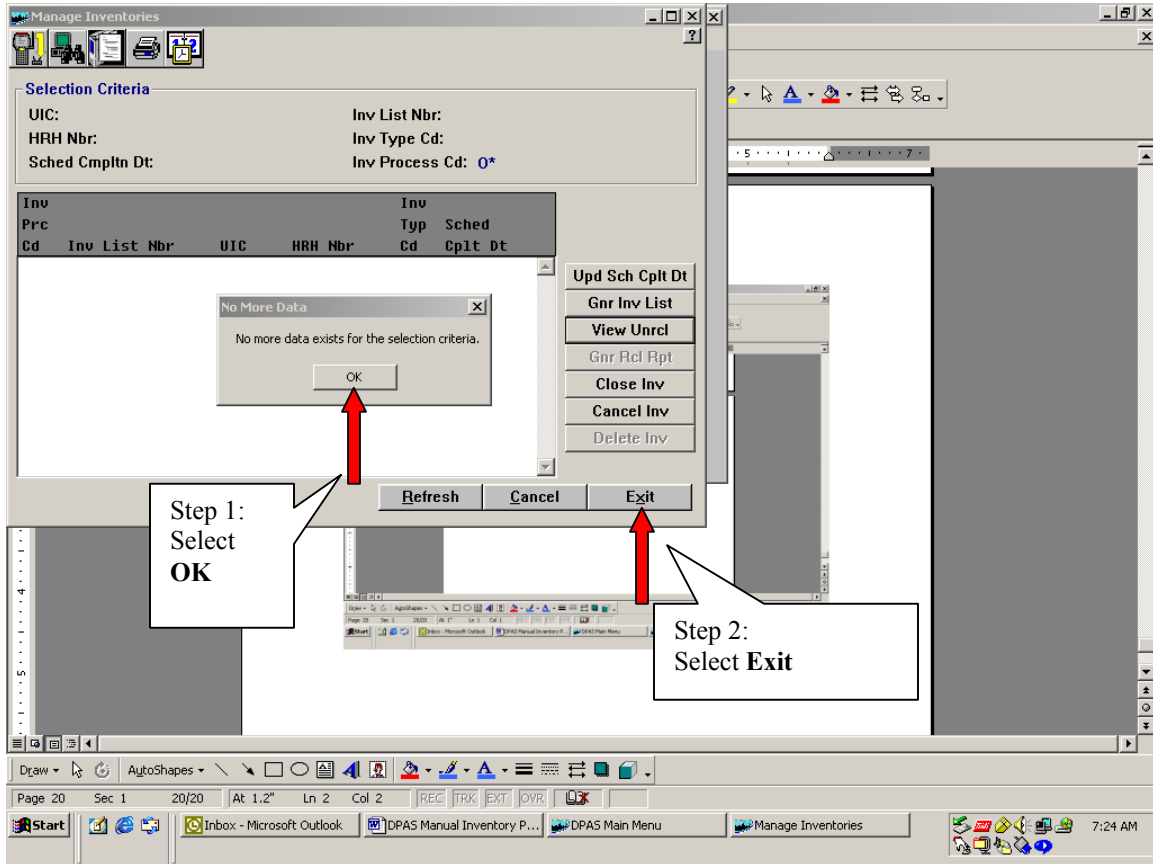 Manage Inventories
Selection Criteria
UIC:
Inv List Nbr:
HRH Nbr:
Inv Type Cd:
Sched Cmpltn Dt:
Inv Process Cd: O*
Inv Inv
Prc Typ Sched
Cd Inv List Nbr UIC HRH Nbr Cd Cplt Dt
No More Data
No more data exists for the selection criteria.
OK
Upd Sch Cplt Dt
Gnr Inv List
View Unrcl
Gnr Rcl Rpt
Close Inv
Cancel Inv
Delete Inv
Refresh Cancel Exit
Step 1:
Select
OK
Step 2:
Select Exit
5 7
4
5
Draw AutoShapes
Page 20 Sec 1 20/20 At 1.2" Ln 2 Col 2 REC TRK EXT OVR
Start Inbox - Microsoft Outlook DPAS Manual Inventory P... DPAS Main Menu Manage Inventories 7:24 AM